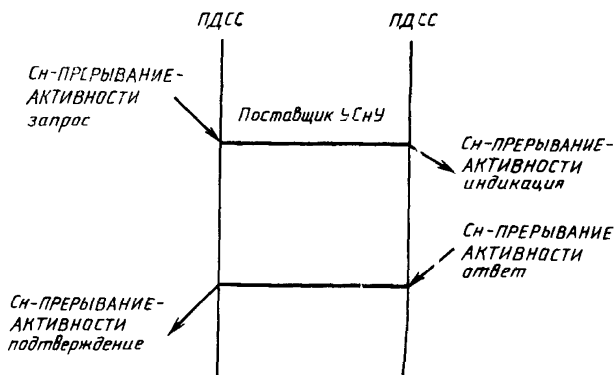 ПДСС
ПДСС
Сн-ПРЕРЫВАНИЕ-
АКТИВНОСТИ
запрос
Поставщик УСнУ
Сн-ПРЕРЫВАНИЕ-
АКТИВНОСТИ
индикация
Сн-ПРЕРЫВАНИЕ
АКТИВНОСТИ
ответ
Сн-ПРЕРЫВАНИЕ-
АКТИВНОСТИ
подтверждение